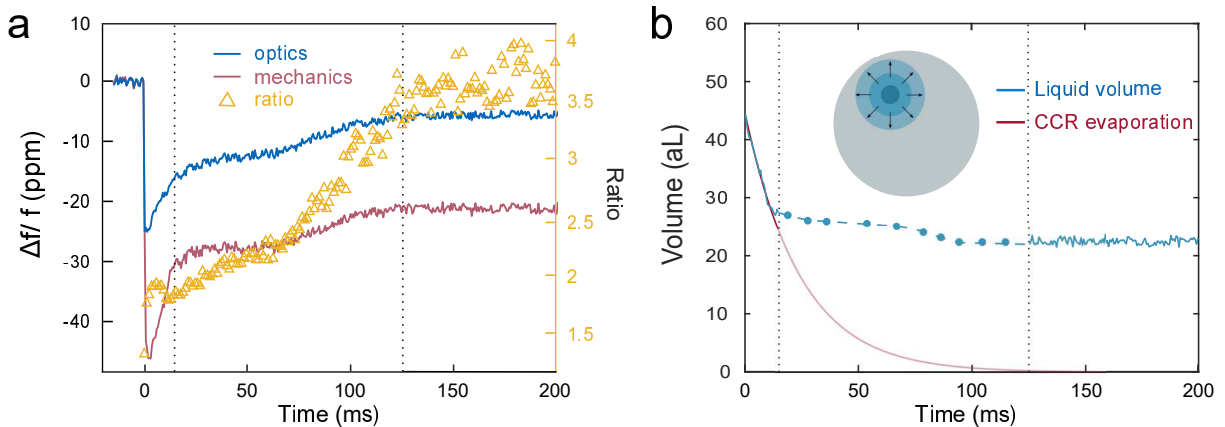 a
10
0
-10
-20
-30
-40
Δf/ f (ppm)
optics
mechanics
ratio
4
3.5
3
2.5
2
1.5
Ratio
0
50
100
150
200
Time (ms)
b
60
50
40
30
20
10
0
Volume (aL)
Liquid volume
CCR evaporation
0
50
100
150
200
Time (ms)